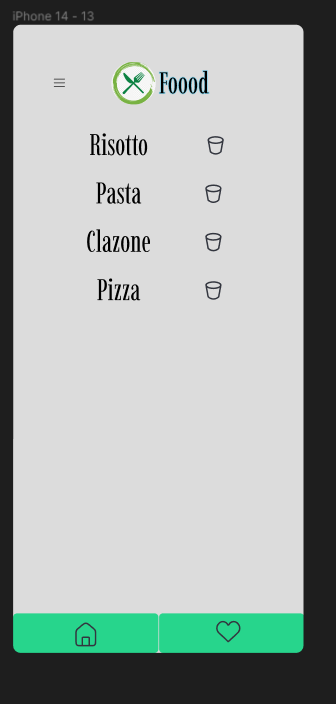 iPhone 14 - 13
Foood
Risotto
Pasta
Clazone
Pizza